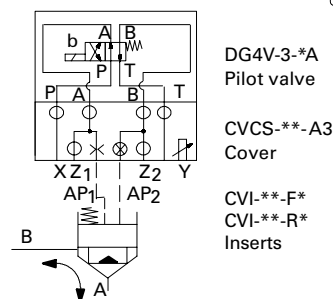 A B
b
P T
P A B T
X Z1 Z2 Y
AP1 AP2
B
A
DG4V-3-*A
Pilot valve
CVCS-**-A3
Cover
CVI-**-F*
CVI-**-R*
Inserts